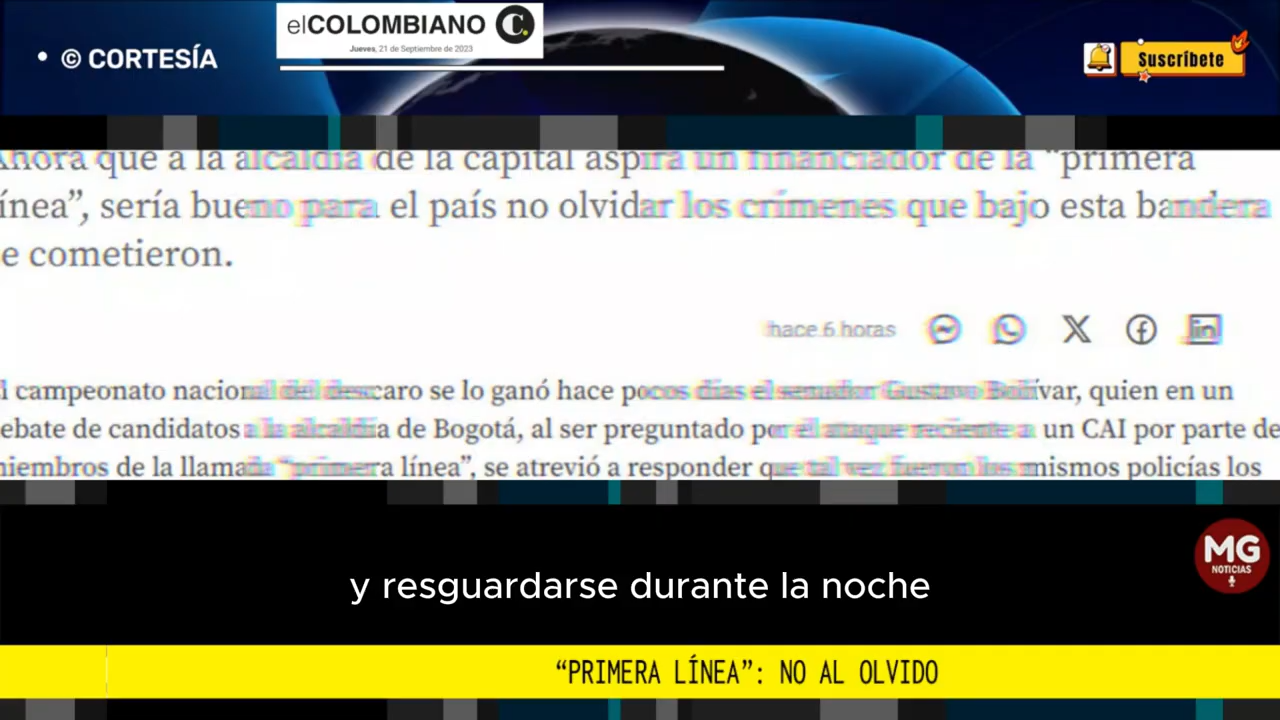 elCOLOMBIANO C.
Jueves, 21 de Septiembre de 2023
• © CORTESÍA
Suscríbete
Ahora que a la alcaldía de la capital aspira un financiador de la “primera
ínea”, sería bueno para el país no olvidar los crímenes que bajo esta bandera
e cometieron.
hace 6 horas
l campeonato nacional del descaro se lo ganó hace pocos días el senador Gustavo Bolívar, quien en un
ebate de candidatos a la alcaldía de Bogotá, al ser preguntado por el ataque reciente a un CAI por parte de
miembros de la llamada “primera línea”, se atrevió a responder que tal vez fueron los mismos policías los
MG
NOTICIAS
y resguardarse durante la noche
“PRIMERA LÍNEA”: NO AL OLVIDO